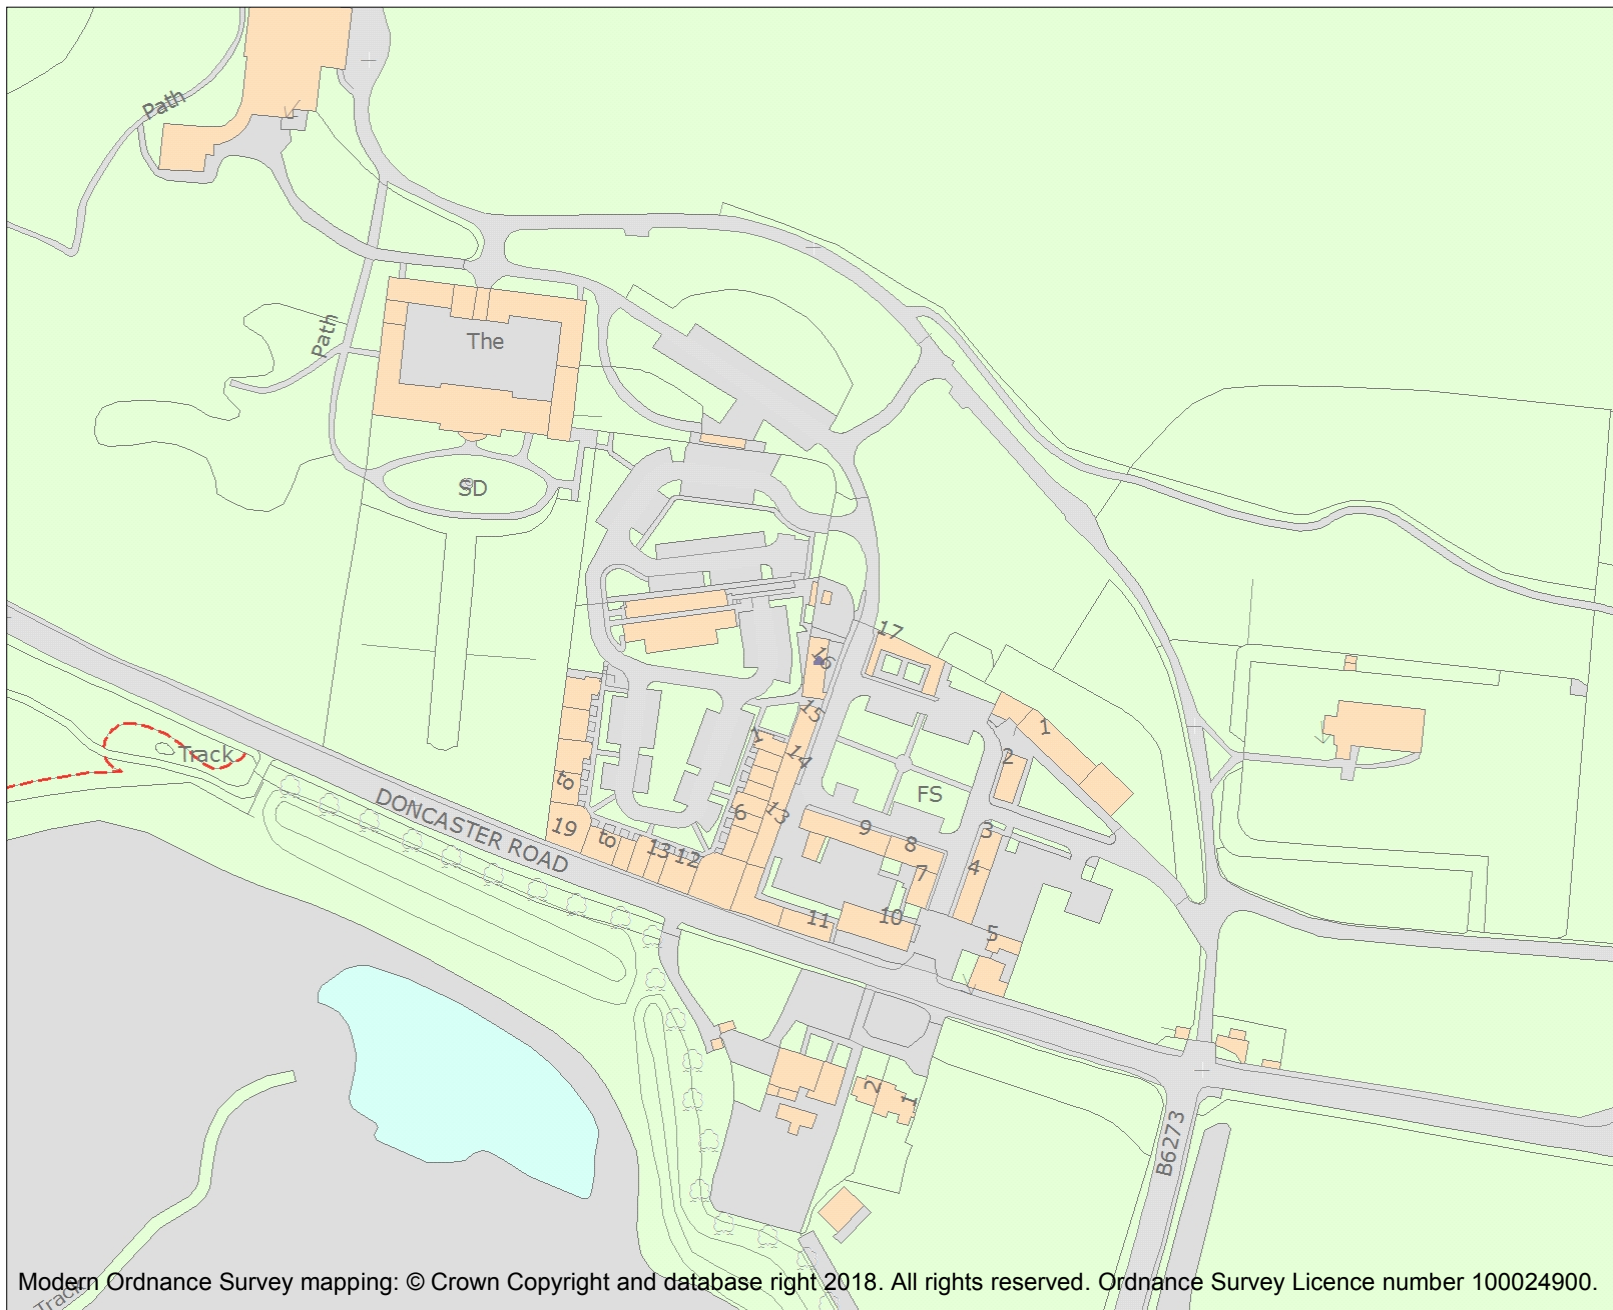 Path
The
Path
SD
17
16
15
1
1
14
2
Track
to
FS
6
13
DONCASTER ROAD
19
to
13
12
9
8
3
7
4
11
10
5
2
1
B6273
Track
Modern Ordnance Survey mapping: © Crown Copyright and database right 2018. All rights reserved. Ordnance Survey Licence number 100024900.